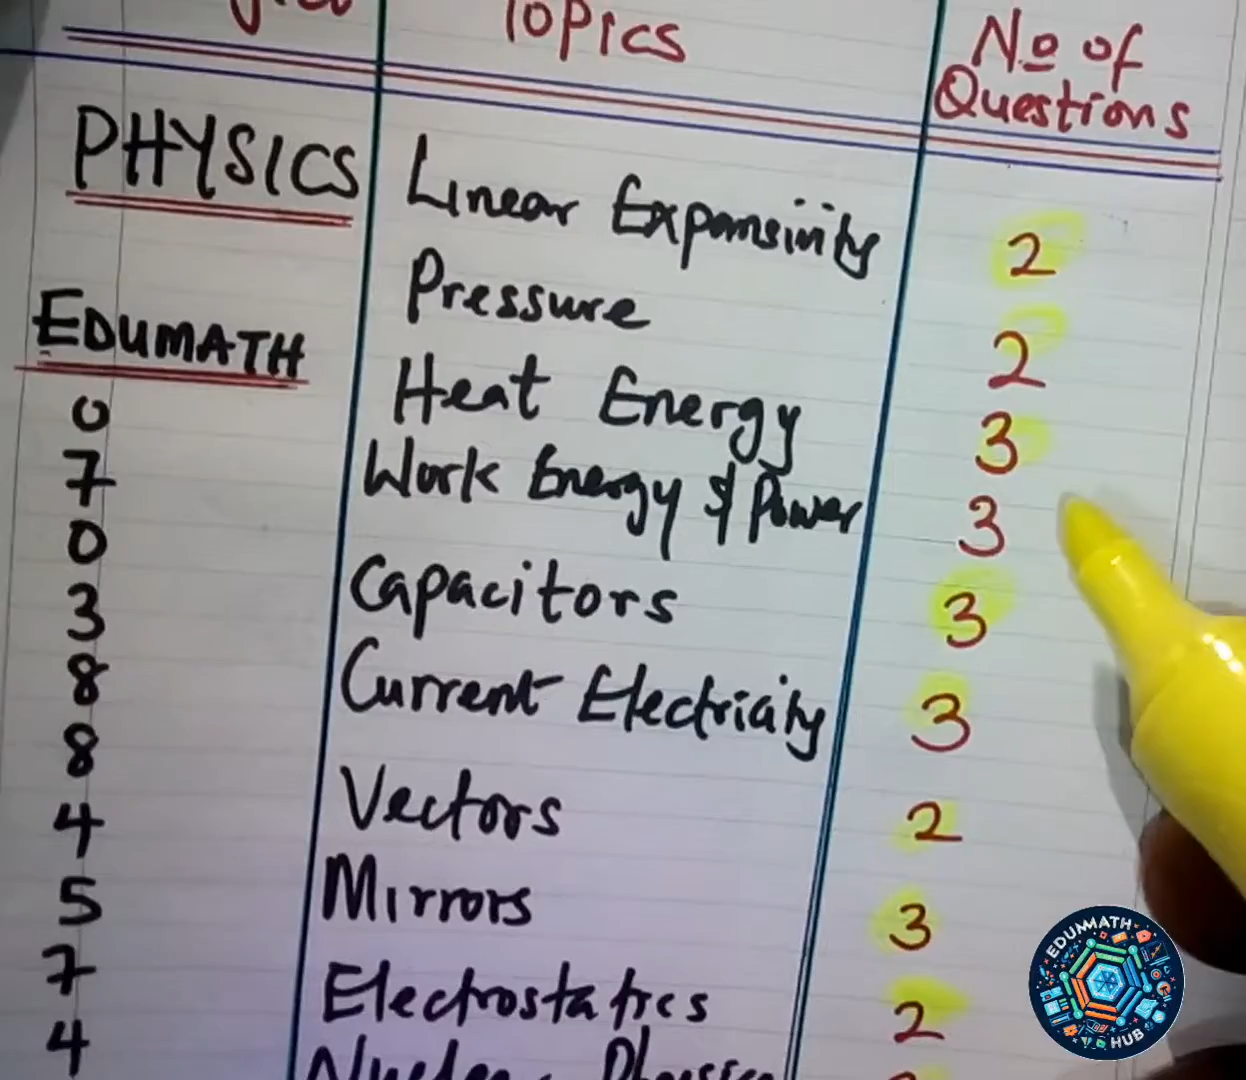 Topics
No of
Questions
PHYSICS
Linear Expansivity 2
Pressure 2
EDUMATH
Heat Energy 3
0
Work Energy & Power 3
7
0
Capacitors 3
3
Current Electricity 3
8
8
Vectors 2
4
Mirrors 3
5
Electrostatics 2
7
4
Nuclear Physics
EDUMATH
HUB